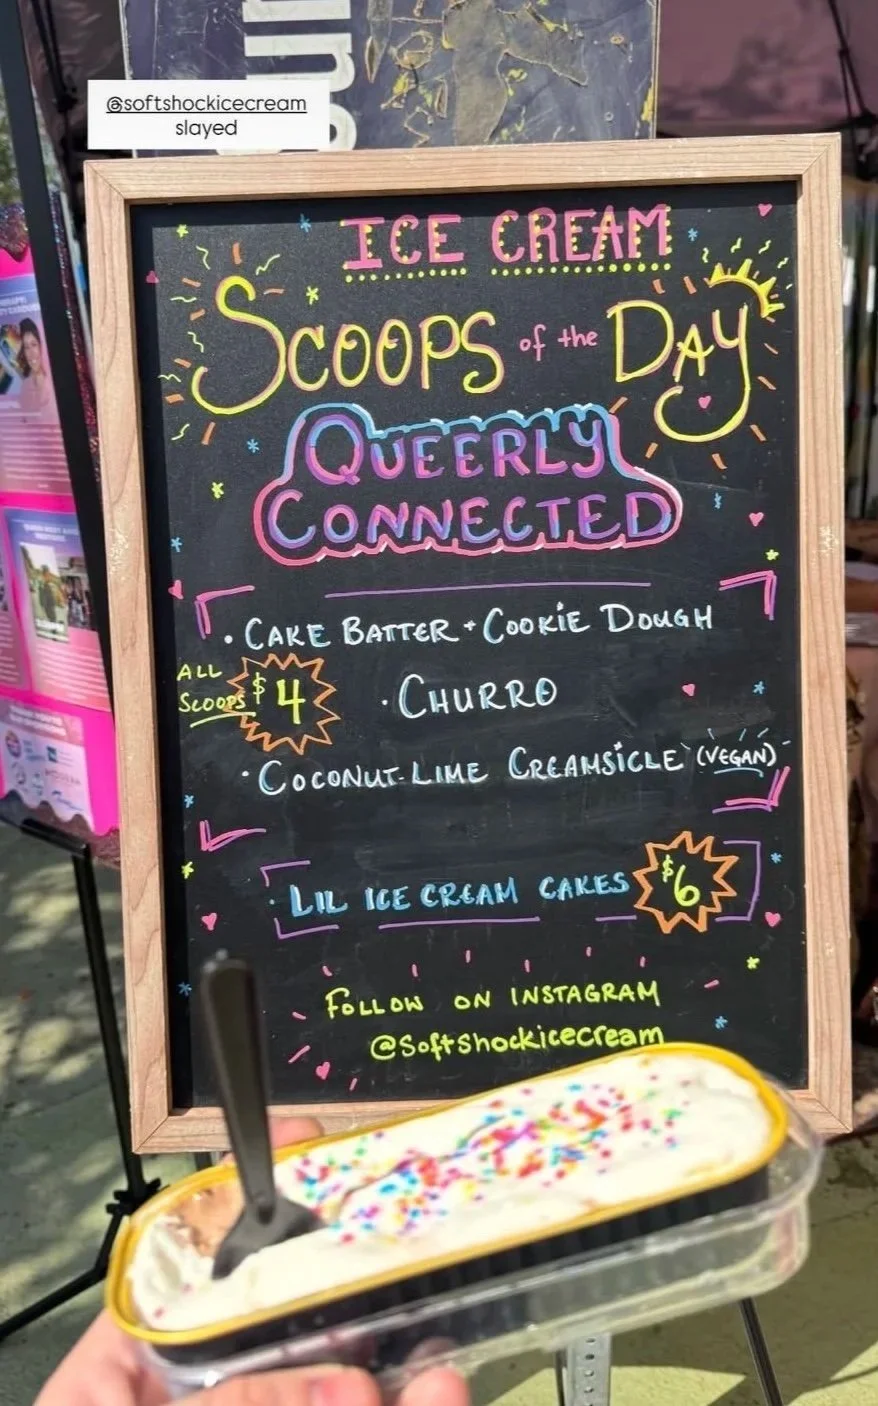 @softshockicecream
slayed
ICE CREAM
SCOOPS of the DAY
QUEERLY
CONNECTED
• CAKE BATTER + COOKIE DOUGH
ALL
SCOOPS $4
• CHURRO
• COCONUT-LIME CREAMSICLE (VEGAN)
• LIL ICE CREAM CAKES $6
FOLLOW ON INSTAGRAM
@Softshockicecream